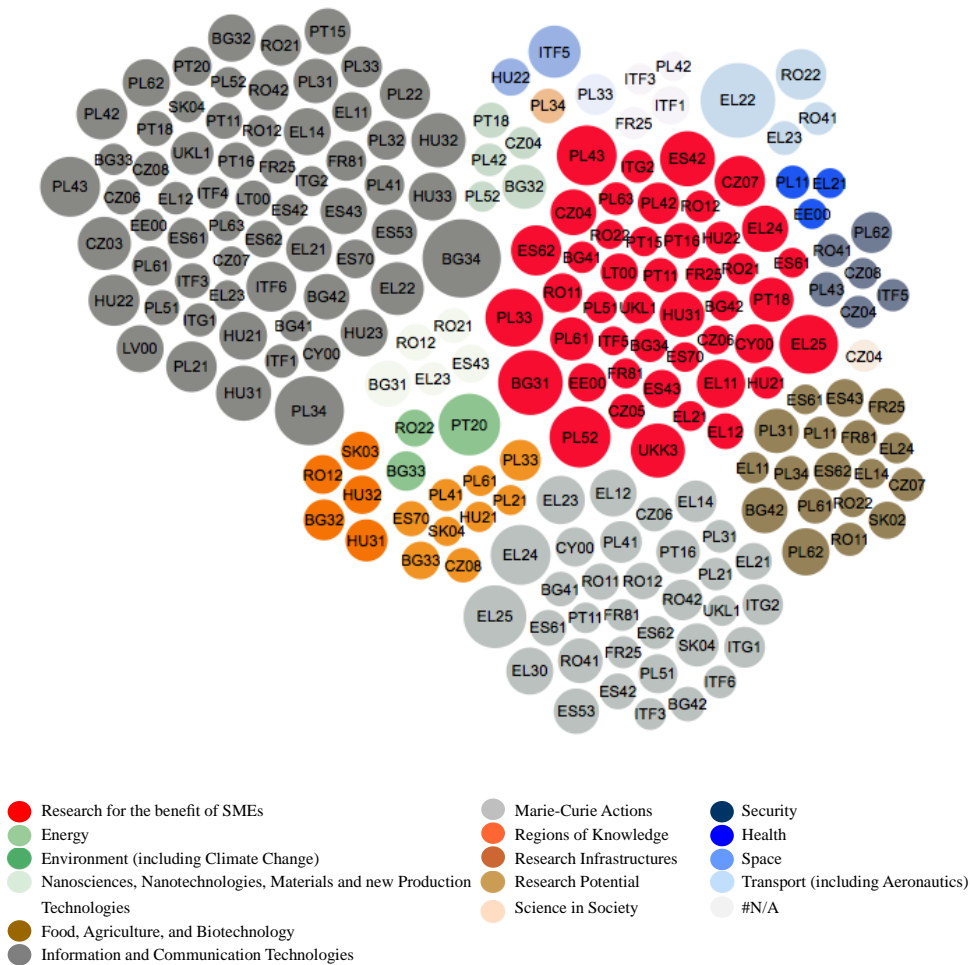 PT15
BG32
RO21
PT20
PL33
PL62
PL52
RO42
PL31
PL22
SK04
PL42
PT18
PT11
RO12
EL14
EL11
PL32
HU32
BG33
CZ08
UKL1
PT16
FR25
FR81
ITG2
PL43
CZ06
EL12
ITF4
LT00
ES42
PL41
HU33
EE00
PL63
ES43
CZ03
ES61
ES62
EL21
ES53
PL61
CZ07
ES70
BG34
ITF3
EL23
ITF6
BG42
EL22
HU22
PL51
ITG1
BG41
HU21
HU23
LV00
PL21
ITF1
CY00
HU31
PL34
ITF5
HU22
PL34
PL33
ITF3
PL42
ITF1
FR25
EL22
RO22
RO41
EL23
PT18
CZ04
PL42
PL52
BG32
PL11
EL21
EE00
PL62
RO41
CZ08
PL43
ITF5
CZ04
CZ04
PL43
ITG2
ES42
CZ07
PL63
PL42
RO12
CZ04
EL24
ES62
RO22
PT15
PT16
HU22
BG41
ES61
LT00
PT11
FR25
RO21
RO11
PT18
PL33
PL51
UKL1
HU31
BG42
PL61
ITF5
BG34
CZ06
CY00
EL25
ES70
BG31
EE00
FR81
ES43
EL11
HU21
CZ05
EL21
EL12
PL52
UKK3
RO21
RO12
ES43
BG31
EL23
RO22
PT20
BG33
SK03
RO12
HU32
BG32
HU31
PL33
PL61
PL41
PL21
ES70
HU21
SK04
BG33
CZ08
ES61
ES43
FR25
PL31
PL11
FR81
EL24
EL11
PL34
ES62
EL14
CZ07
BG42
PL61
RO22
SK02
PL62
RO11
EL23
EL12
EL14
CZ06
EL24
CY00
PL41
PT16
PL31
EL21
PL21
BG41
RO11
RO12
RO42
UKL1
ITG2
EL25
ES61
PT11
FR81
ES62
SK04
ITG1
EL30
RO41
FR25
PL51
ITF6
ES53
ES42
ITF3
BG42
Research for the benefit of SMEs
Energy
Environment (including Climate Change)
Nanosciences, Nanotechnologies, Materials and new Production
Technologies
Food, Agriculture, and Biotechnology
Information and Communication Technologies
Marie-Curie Actions
Regions of Knowledge
Research Infrastructures
Research Potential
Science in Society
Security
Health
Space
Transport (including Aeronautics)
#N/A